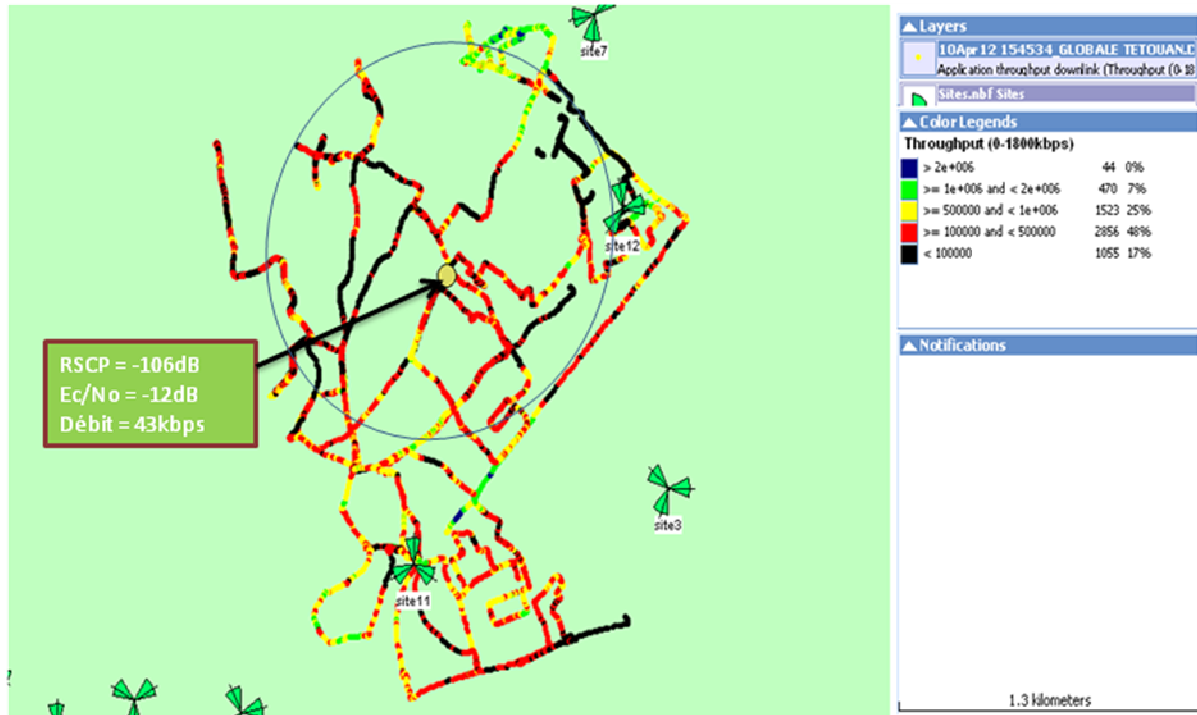 site7
site12
RSCP = -106dB
Ec/No = -12dB
Débit = 43kbps
site3
site11
Layers
10Apr12 154534_GLOBALE TETOUAN.D
Application throughput downlink (Throughput (0-18
Sites.nbf Sites
Color Legends
Throughput (0-1800kbps)
> 2e+006 44 0%
>= 1e+006 and < 2e+006 470 7%
>= 500000 and < 1e+006 1523 25%
>= 100000 and < 500000 2856 48%
< 100000 1055 17%
Notifications
1.3 kilometers